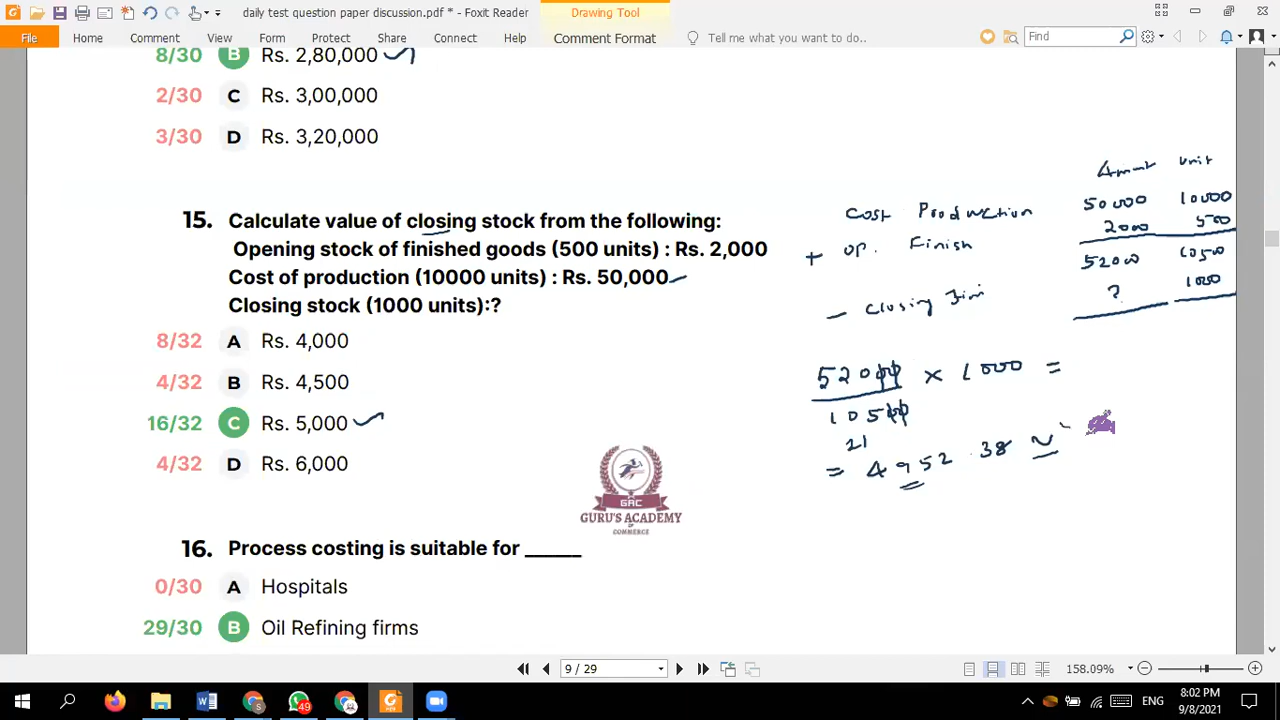 daily test question paper discussion.pdf * - Foxit Reader
Drawing Tool
File Home Comment View Form Protect Share Connect Help Comment Format Tell me what you want to do.. Find
8/30 B Rs. 2,80,000
2/30 C Rs. 3,00,000
3/30 D Rs. 3,20,000
15. Calculate value of closing stock from the following:
Opening stock of finished goods (500 units) : Rs. 2,000
Cost of production (10000 units) : Rs. 50,000
Closing stock (1000 units):?
8/32 A Rs. 4,000
4/32 B Rs. 4,500
16/32 C Rs. 5,000
4/32 D Rs. 6,000
Amount unit
Cost Production 50000 10000
+ op. Finish 2000 500
52000 10500
- Closing Fini ? 1000
52000 × 1000 =
10500
21
= 4952.38 ~
GAC
GURU'S ACADEMY
OF
COMMERCE
16. Process costing is suitable for _____
0/30 A Hospitals
29/30 B Oil Refining firms
9 / 29
158.09%
W S 49
ENG
8:02 PM
9/8/2021